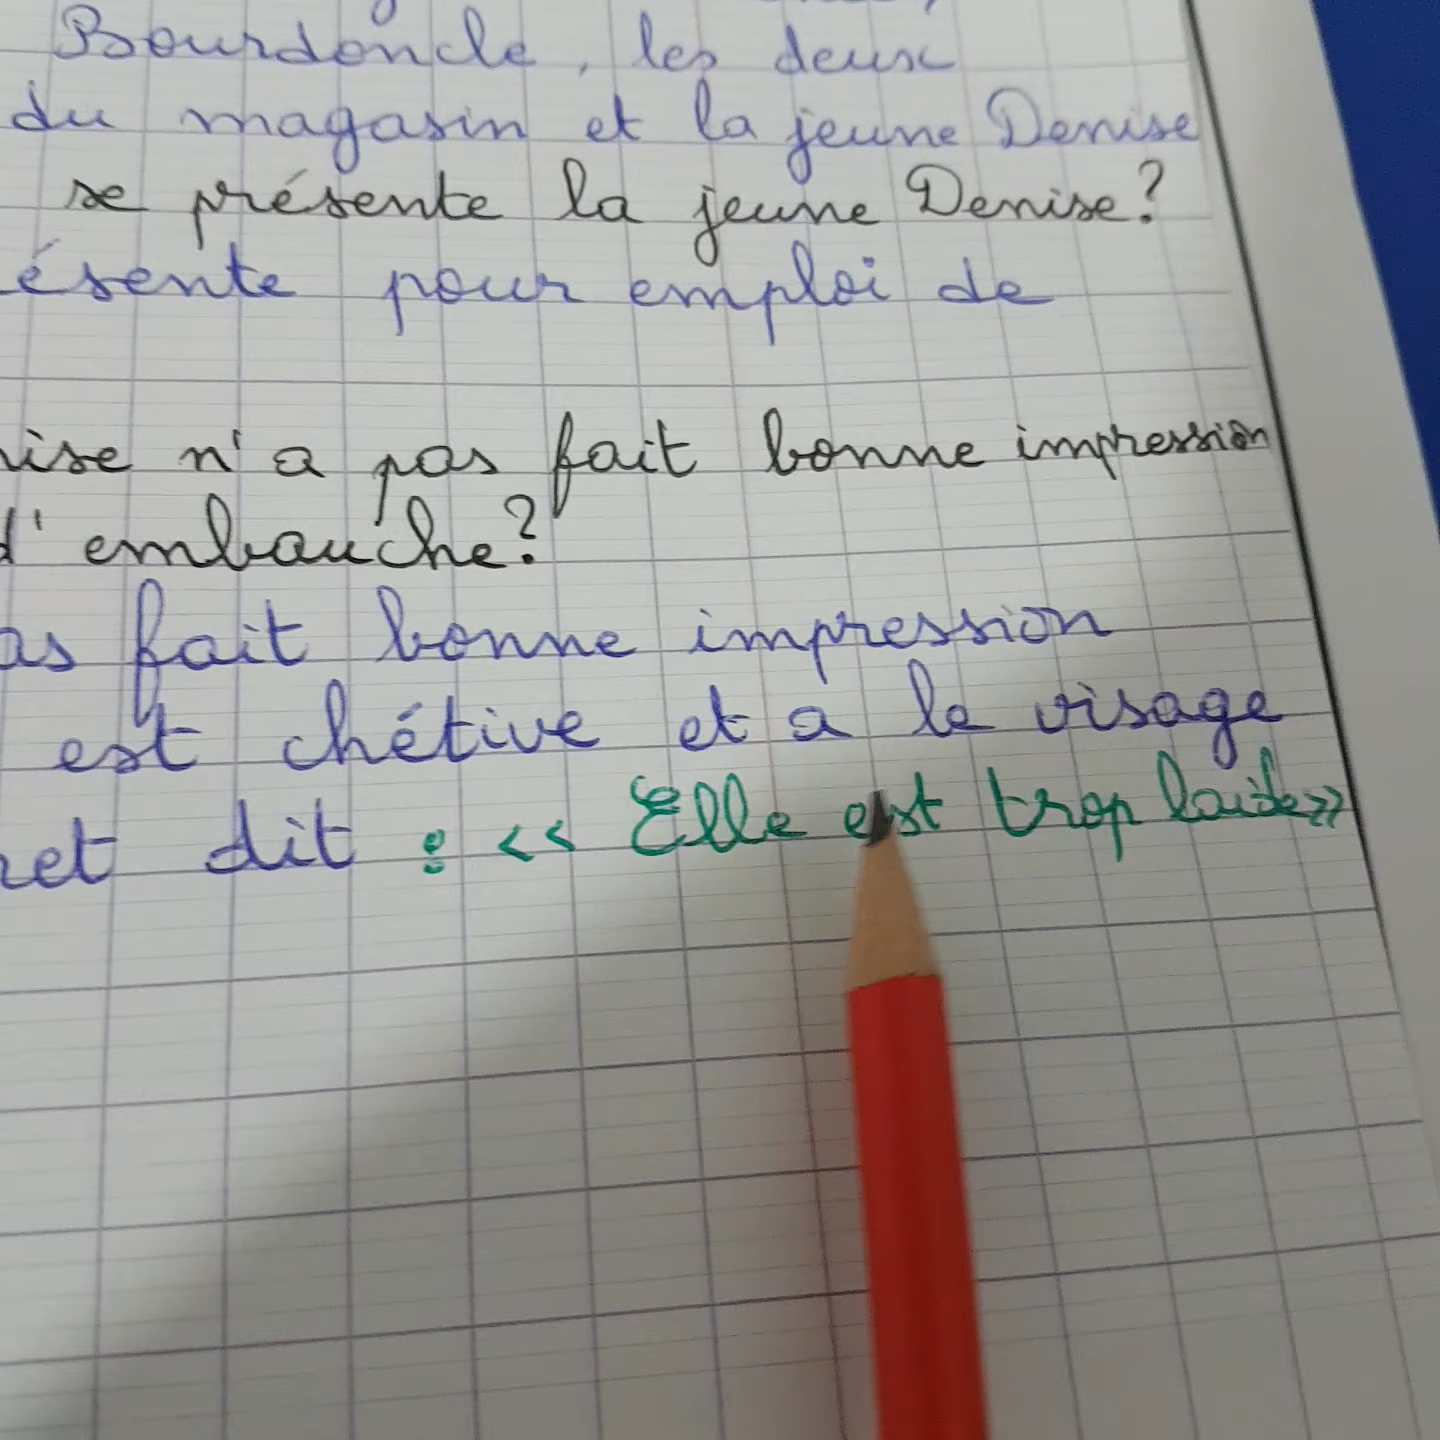 Bourdoncle, les deux
du magasin et la jeune Denise
se présente la jeune Denise?
ésente pour emploi de
ise n'a pas fait bonne impression
d'embauche?
as fait bonne impression
est chétive et a le visage
et dit : << Elle est trop laide>>